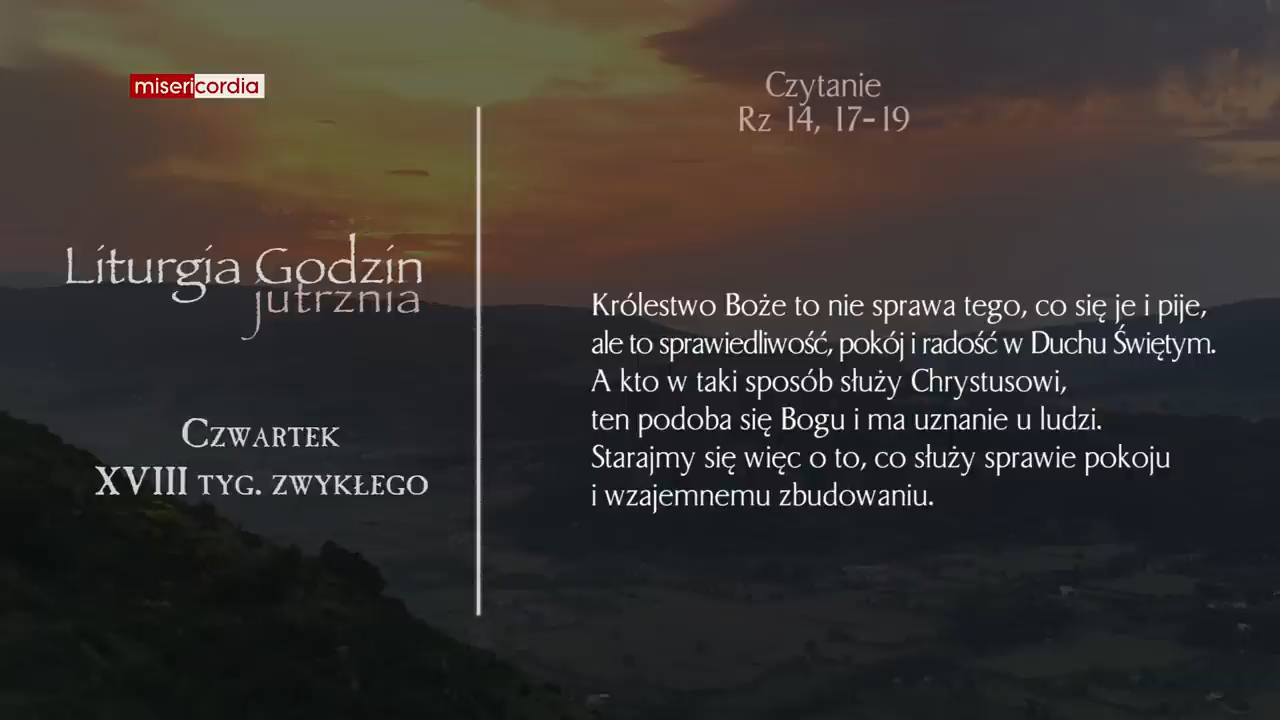 misericordia
Liturgia Godzin
jutrznia
Czwartek
XVIII tyg. zwykłego
Czytanie
Rz 14, 17-19
Królestwo Boże to nie sprawa tego, co się je i pije,
ale to sprawiedliwość, pokój i radość w Duchu Świętym.
A kto w taki sposób służy Chrystusowi,
ten podoba się Bogu i ma uznanie u ludzi.
Starajmy się więc o to, co służy sprawie pokoju
i wzajemnemu zbudowaniu.